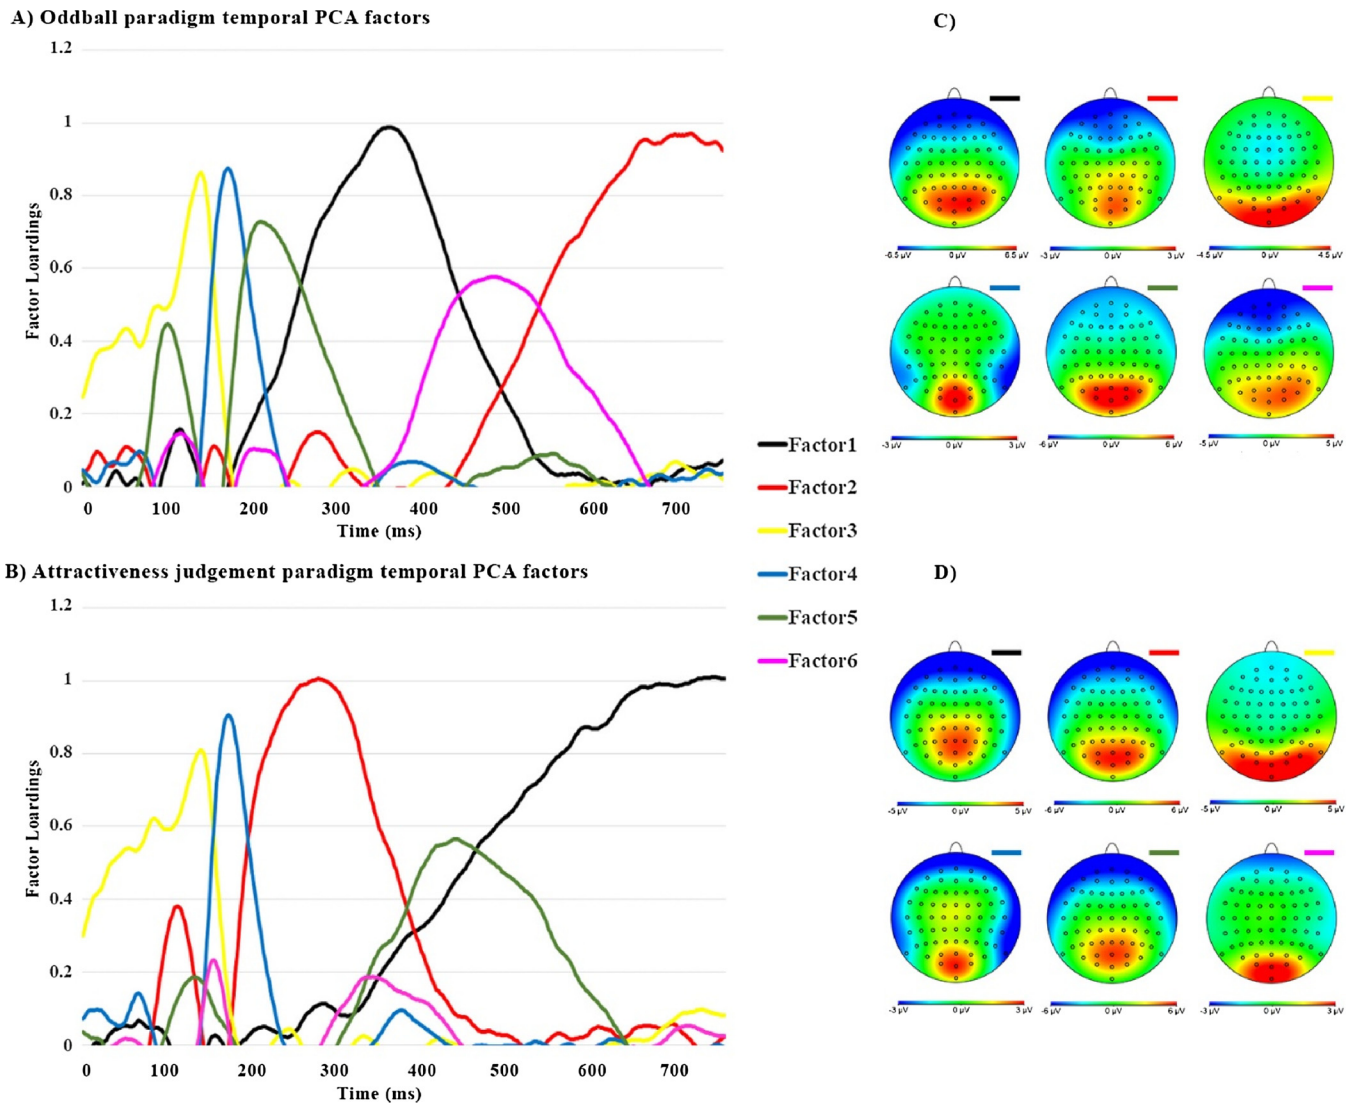 A) Oddball paradigm temporal PCA factors
1.2
1
0.8
0.6
0.4
0.2
0
Factor Loardings
0 100 200 300 400 500 600 700
Time (ms)
Factor1
Factor2
Factor3
Factor4
Factor5
Factor6
B) Attractiveness judgement paradigm temporal PCA factors
1.2
1
0.8
0.6
0.4
0.2
0
Factor Loardings
0 100 200 300 400 500 600 700
Time (ms)
C)
-6.5 µV 0 µV 6.5 µV
-3 µV 0 µV 3 µV
-4.5 µV 0 µV 4.5 µV
-3 µV 0 µV 3 µV
-6 µV 0 µV 6 µV
-5 µV 0 µV 5 µV
D)
-5 µV 0 µV 5 µV
-6 µV 0 µV 6 µV
-5 µV 0 µV 5 µV
-3 µV 0 µV 3 µV
-6 µV 0 µV 6 µV
-3 µV 0 µV 3 µV